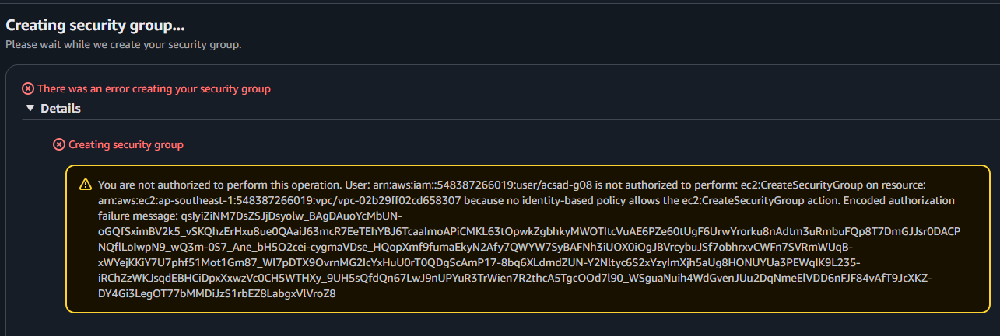 Creating security group...
Please wait while we create your security group.
There was an error creating your security group
Details
Creating security group
You are not authorized to perform this operation. User: arn:aws:iam::548387266019:user/acsad-g08 is not authorized to perform: ec2:CreateSecurityGroup on resource:
arn:aws:ec2:ap-southeast-1:548387266019:vpc/vpc-02b29ff02cd658307 because no identity-based policy allows the ec2:CreateSecurityGroup action. Encoded authorization
failure message: qslyiZiNM7DsZSJjDsyolw_BAgDAuoYcMbUN-
oGQfSximBV2k5_vSKQhzErHxu8ue0QAaiJ63mcR7EeTEhYBJ6TcaaImoAPiCMKL63tOpwkZgbhkyMWOTItcVuAE6PZe60tUgF6UrwYrorku8nAdtm3uRmbuFQp8T7DmGJJsr0DACP
NQflLoIwpN9_wQ3m-0S7_Ane_bH5O2cei-cygmaVDse_HQopXmf9fumaEkyN2Afy7QWYW7SyBAFNh3iUOX0iOgJBVrcybuJSf7obhrxvCWFn7SVRmWUqB-
xWYejKKiY7U7phf51Mot1Gm87_Wl7pDTX9OvrnMG2IcYxHuU0rT0QDgScAmP17-8bq6XLdmdZUN-Y2Nltyc6S2xYzyImXjh5aUg8HONUYUa3PEWqIK9L235-
iRChZzWKJsqdEBHCiDpxXxwzVc0CH5WTHXy_9UH5sQfdQn67LwJ9nUPYuR3TrWien7R2thcA5TgcOOd7l90_WSguaNuih4WdGvenJUu2DqNmeElVDD6nFJF84vAfT9JcXKZ-
DY4Gi3LegOT77bMMDiJzS1rbEZ8LabgxVlVroZ8